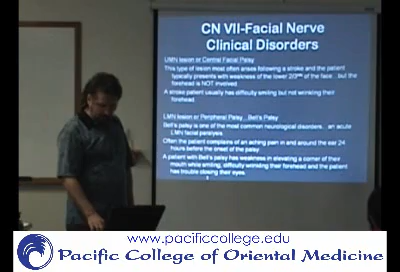 CN VII-Facial Nerve
Clinical Disorders
UMN lesion or Central Facial Palsy
This type of lesion most often arises following a stroke and the patient
typically presents with weakness of the lower 2/3rds of the face…but the
forehead is NOT involved.
A stroke patient usually has difficulty smiling but not wrinkling their
forehead.
LMN lesion or Peripheral Palsy…Bell's Palsy
Bell's palsy is one of the most common neurological disorders…an acute
LMN facial paralysis.
Often the patient complains of an aching pain in and around the ear 24
hours before the onset of the palsy.
A patient with Bell's palsy has weakness in elevating a corner of their
mouth while smiling, difficulty wrinkling their forehead and the patient
has trouble closing their eyes.
www.pacificcollege.edu
Pacific College of Oriental Medicine